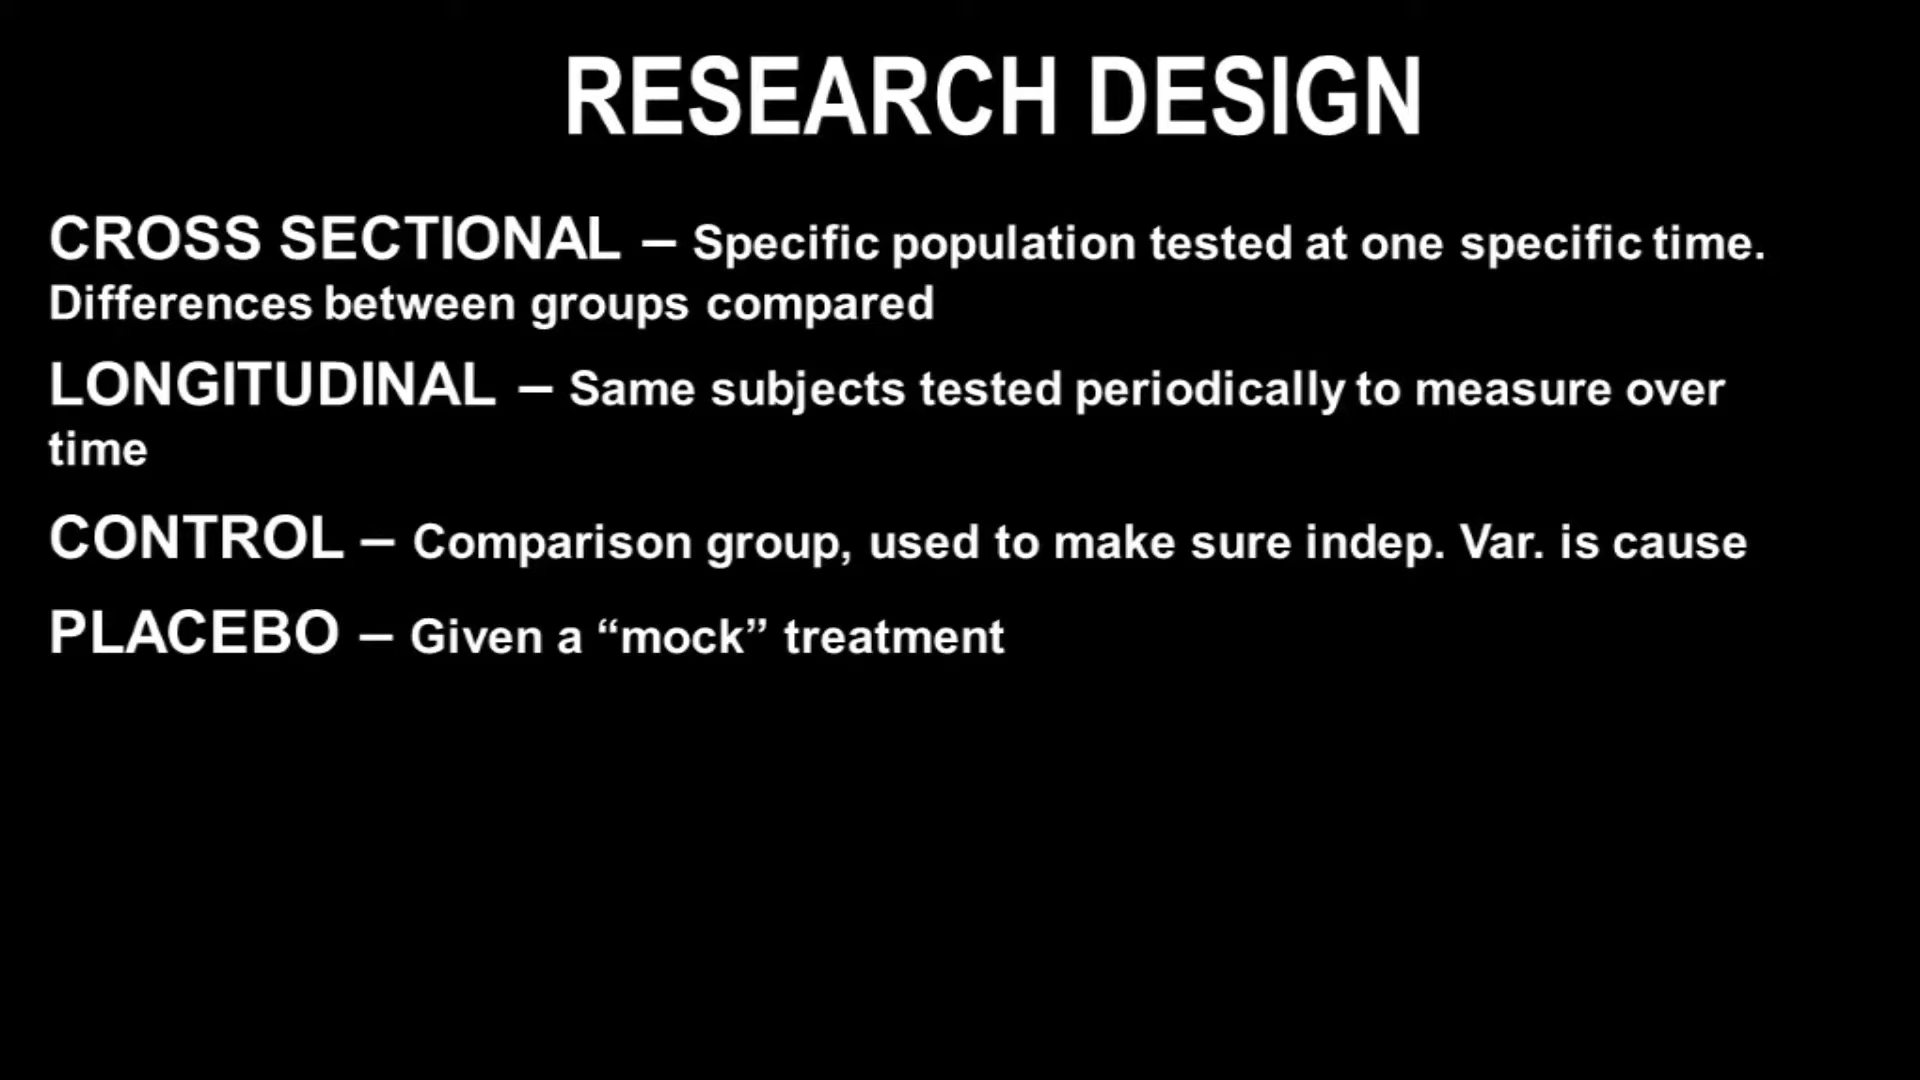 RESEARCH DESIGN
CROSS SECTIONAL – Specific population tested at one specific time.
Differences between groups compared
LONGITUDINAL – Same subjects tested periodically to measure over
time
CONTROL – Comparison group, used to make sure indep. Var. is cause
PLACEBO – Given a “mock” treatment